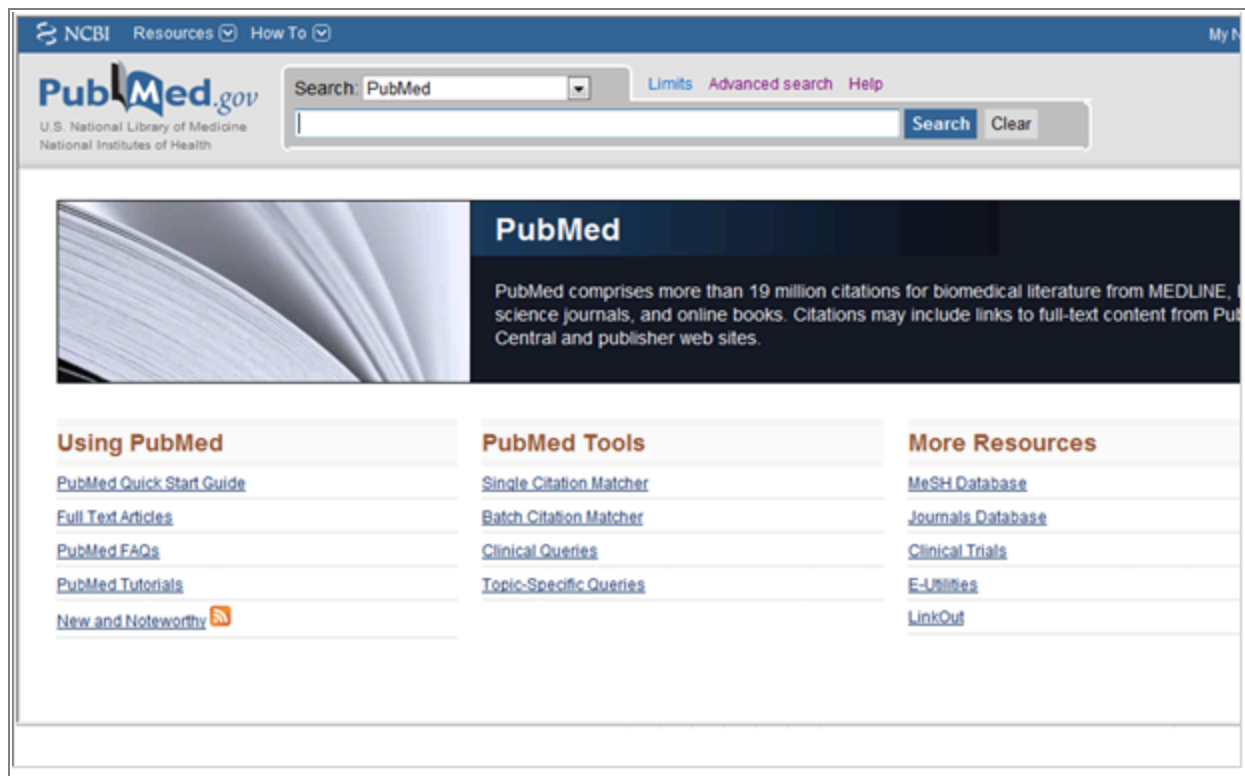 NCBI Resources How To My N
PubMed.gov
U.S. National Library of Medicine
National Institutes of Health
Search: PubMed
Limits Advanced search Help
Search Clear
PubMed
PubMed comprises more than 19 million citations for biomedical literature from MEDLINE,
science journals, and online books. Citations may include links to full-text content from Pub
Central and publisher web sites.
Using PubMed
PubMed Quick Start Guide
Full Text Articles
PubMed FAQs
PubMed Tutorials
New and Noteworthy
PubMed Tools
Single Citation Matcher
Batch Citation Matcher
Clinical Queries
Topic-Specific Queries
More Resources
MeSH Database
Journals Database
Clinical Trials
E-Utilities
LinkOut